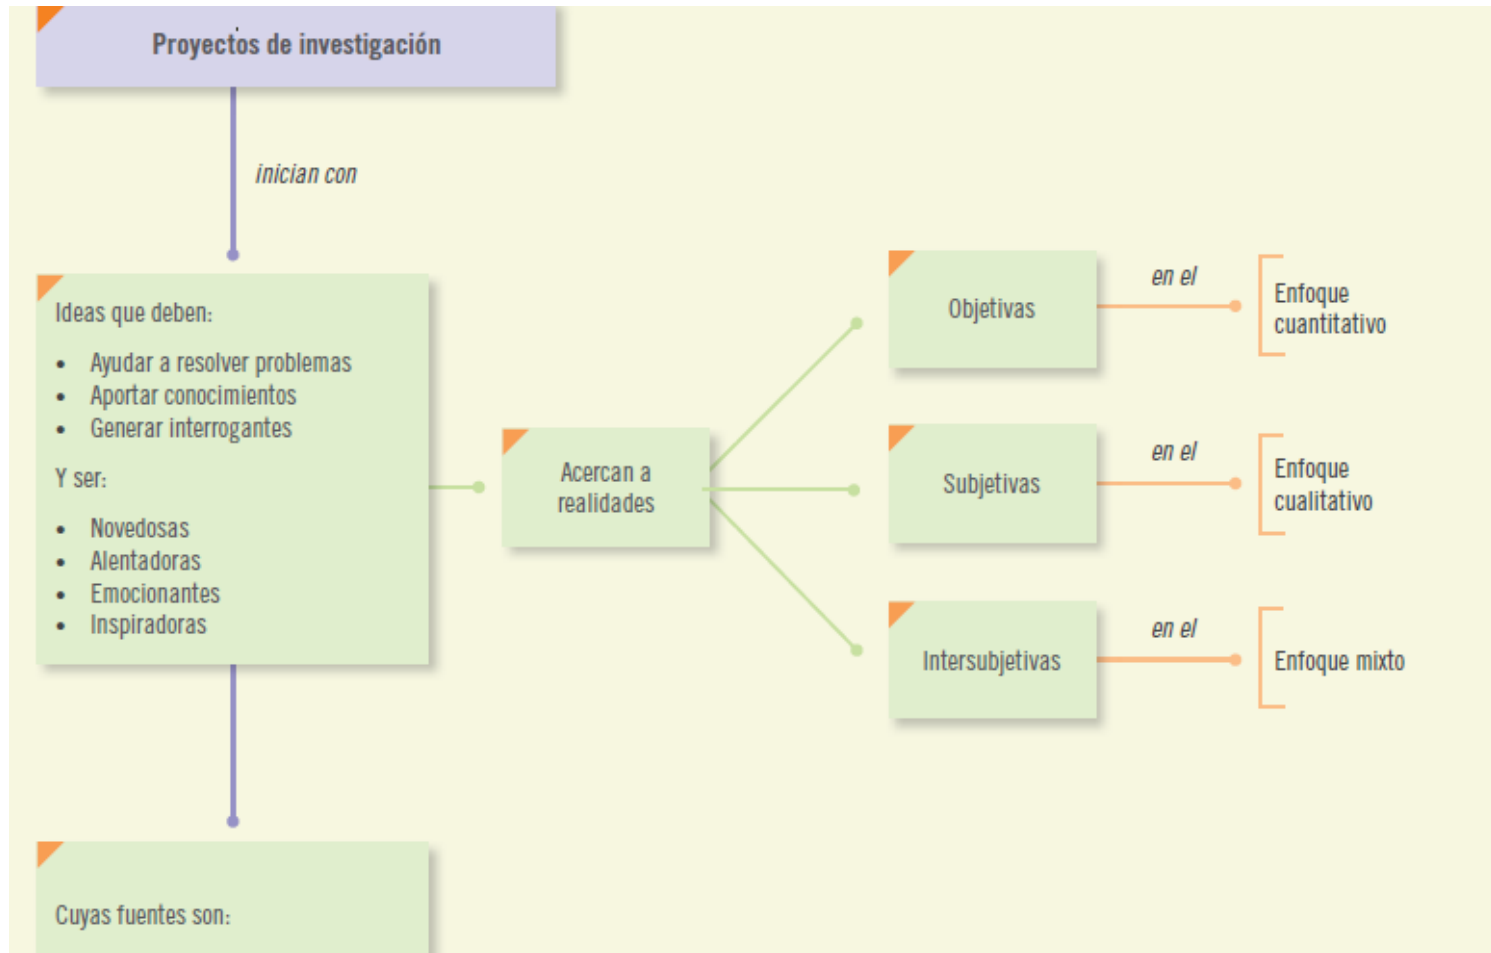 Proyectos de investigación
inician con
Ideas que deben:
• Ayudar a resolver problemas
• Aportar conocimientos
• Generar interrogantes
Y ser:
• Novedosas
• Alentadoras
• Emocionantes
• Inspiradoras
Acercan a
realidades
Objetivas
en el
Enfoque
cuantitativo
Subjetivas
en el
Enfoque
cualitativo
Intersubjetivas
en el
Enfoque mixto
Cuyas fuentes son: